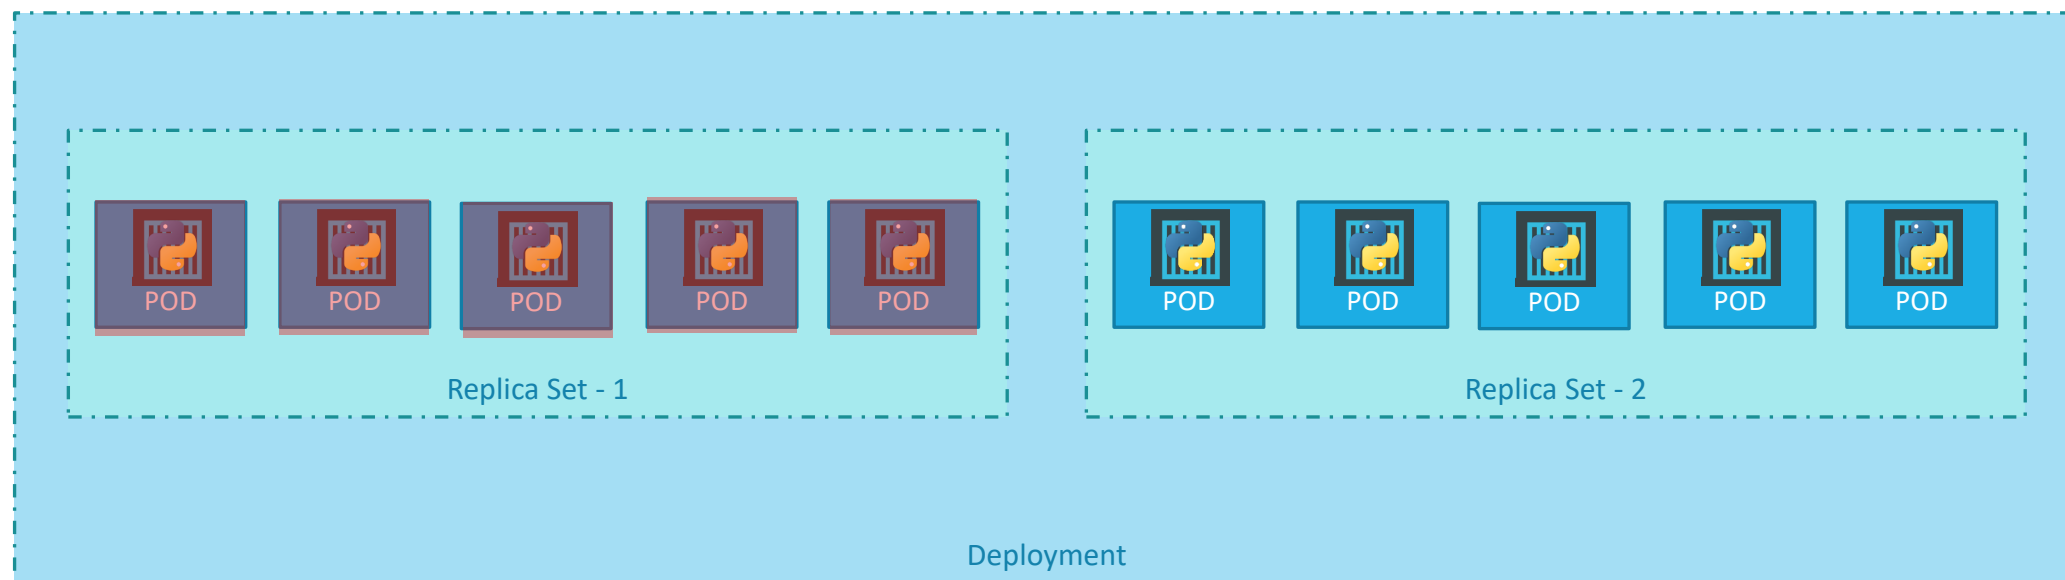 POD POD POD POD POD POD POD POD POD POD
Replica Set - 1 Replica Set - 2
Deployment